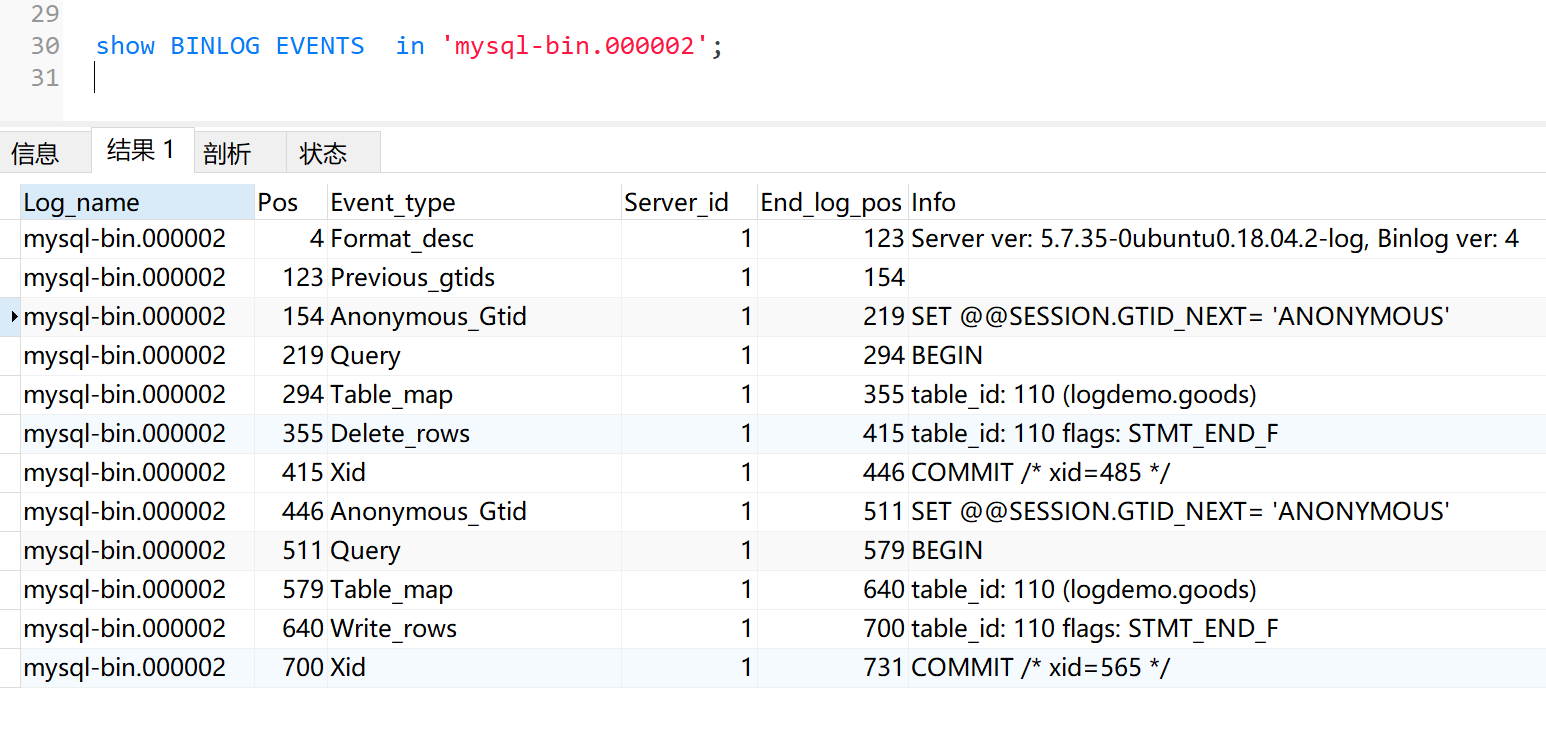 29
30 show BINLOG EVENTS  in 'mysql-bin.000002';
31
信息 结果 1 剖析 状态
Log_name Pos Event_type Server_id End_log_pos Info
mysql-bin.000002 4 Format_desc 1 123 Server ver: 5.7.35-0ubuntu0.18.04.2-log, Binlog ver: 4
mysql-bin.000002 123 Previous_gtids 1 154
mysql-bin.000002 154 Anonymous_Gtid 1 219 SET @@SESSION.GTID_NEXT= 'ANONYMOUS'
mysql-bin.000002 219 Query 1 294 BEGIN
mysql-bin.000002 294 Table_map 1 355 table_id: 110 (logdemo.goods)
mysql-bin.000002 355 Delete_rows 1 415 table_id: 110 flags: STMT_END_F
mysql-bin.000002 415 Xid 1 446 COMMIT /* xid=485 */
mysql-bin.000002 446 Anonymous_Gtid 1 511 SET @@SESSION.GTID_NEXT= 'ANONYMOUS'
mysql-bin.000002 511 Query 1 579 BEGIN
mysql-bin.000002 579 Table_map 1 640 table_id: 110 (logdemo.goods)
mysql-bin.000002 640 Write_rows 1 700 table_id: 110 flags: STMT_END_F
mysql-bin.000002 700 Xid 1 731 COMMIT /* xid=565 */